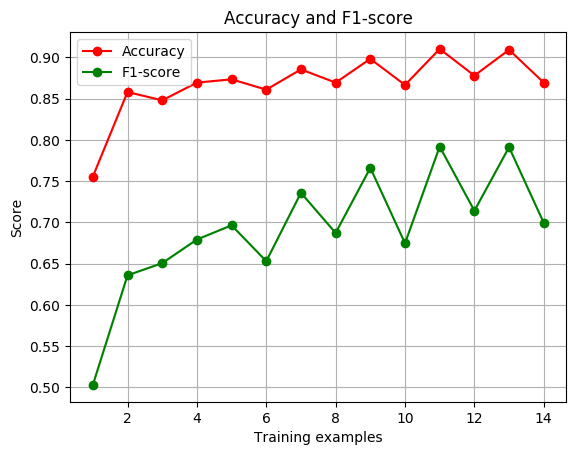 Accuracy and F1-score
Accuracy
F1-score
0.90
0.85
0.80
0.75
0.70
0.65
0.60
0.55
0.50
Score
2 4 6 8 10 12 14
Training examples